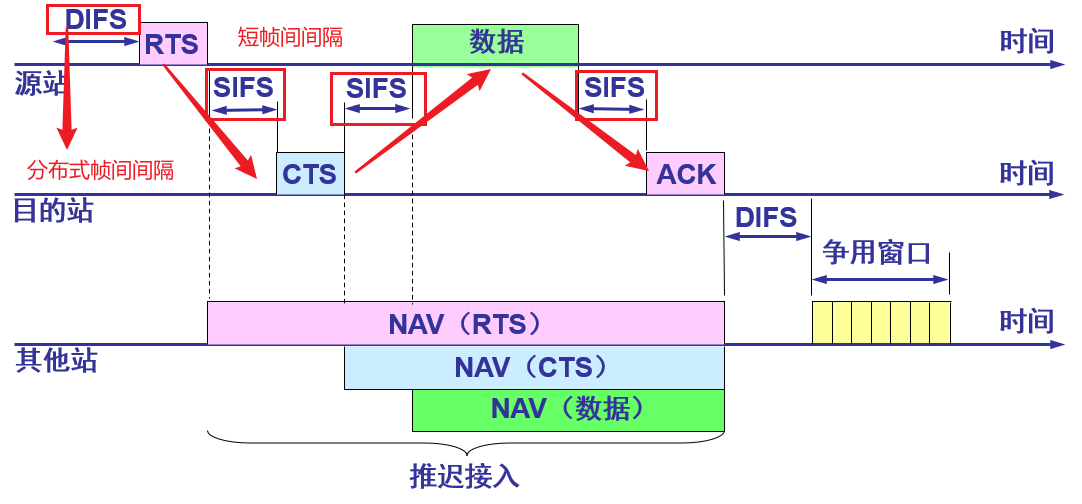 DIFS
RTS
短帧间间隔
数据
时间
源站
SIFS
SIFS
SIFS
分布式帧间间隔
CTS
ACK
时间
目的站
DIFS
争用窗口
NAV（RTS）
时间
其他站
NAV（CTS）
NAV（数据）
推迟接入